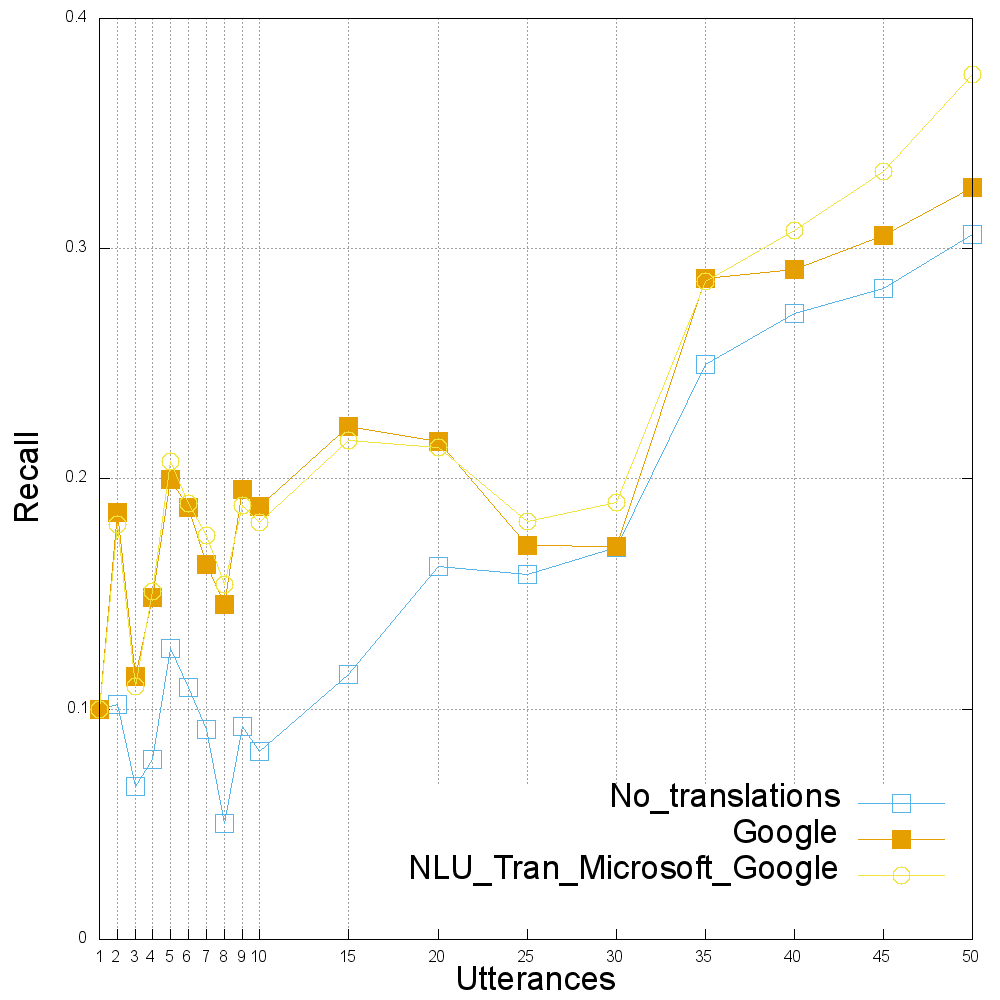 0.4
0.3
0.2
0.1
0
Recall
1 2 3 4 5 6 7 8 9 10 15 20 25 30 35 40 45 50
Utterances
No_translations
Google
NLU_Tran_Microsoft_Google